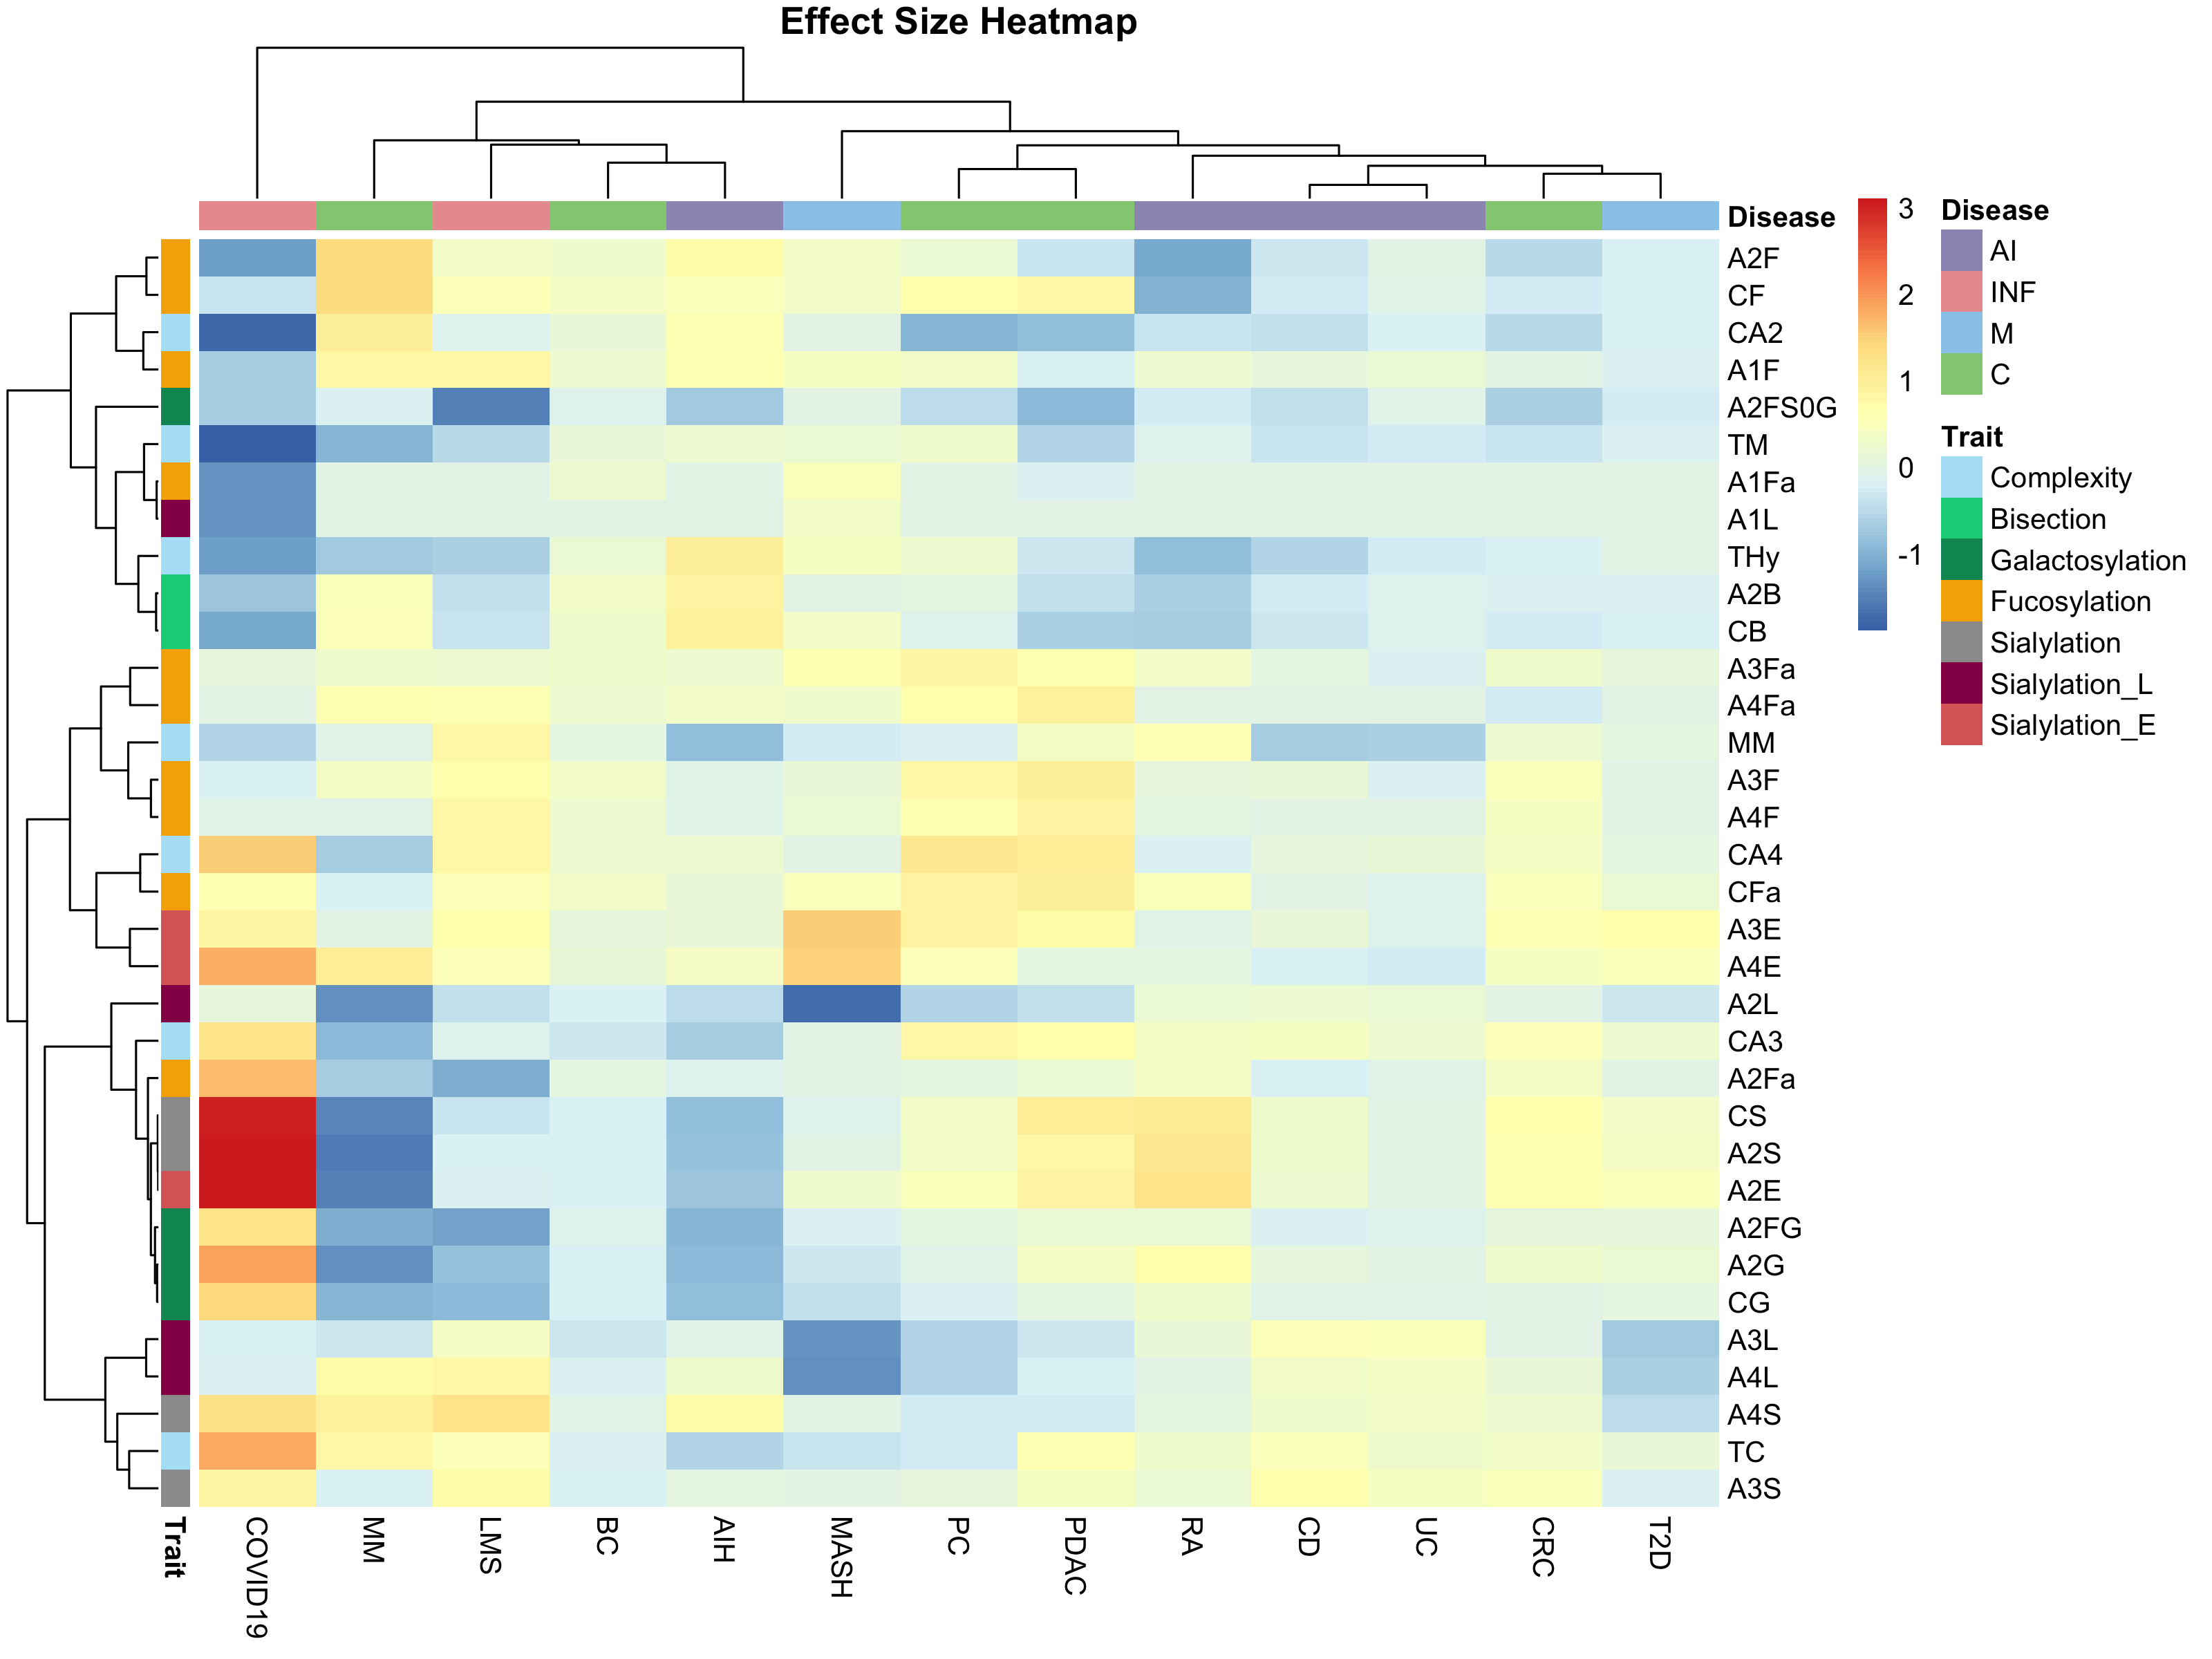 Effect Size Heatmap
Disease
A2F
CF
CA2
A1F
A2FS0G
TM
A1Fa
A1L
THy
A2B
CB
A3Fa
A4Fa
MM
A3F
A4F
CA4
CFa
A3E
A4E
A2L
CA3
A2Fa
CS
A2S
A2E
A2FG
A2G
CG
A3L
A4L
A4S
TC
A3S
Trait
COVID19
MM
LMS
BC
AIH
MASH
PC
PDAC
RA
CD
UC
CRC
T2D
3
2
1
0
-1
Disease
AI
INF
M
C
Trait
Complexity
Bisection
Galactosylation
Fucosylation
Sialylation
Sialylation_L
Sialylation_E